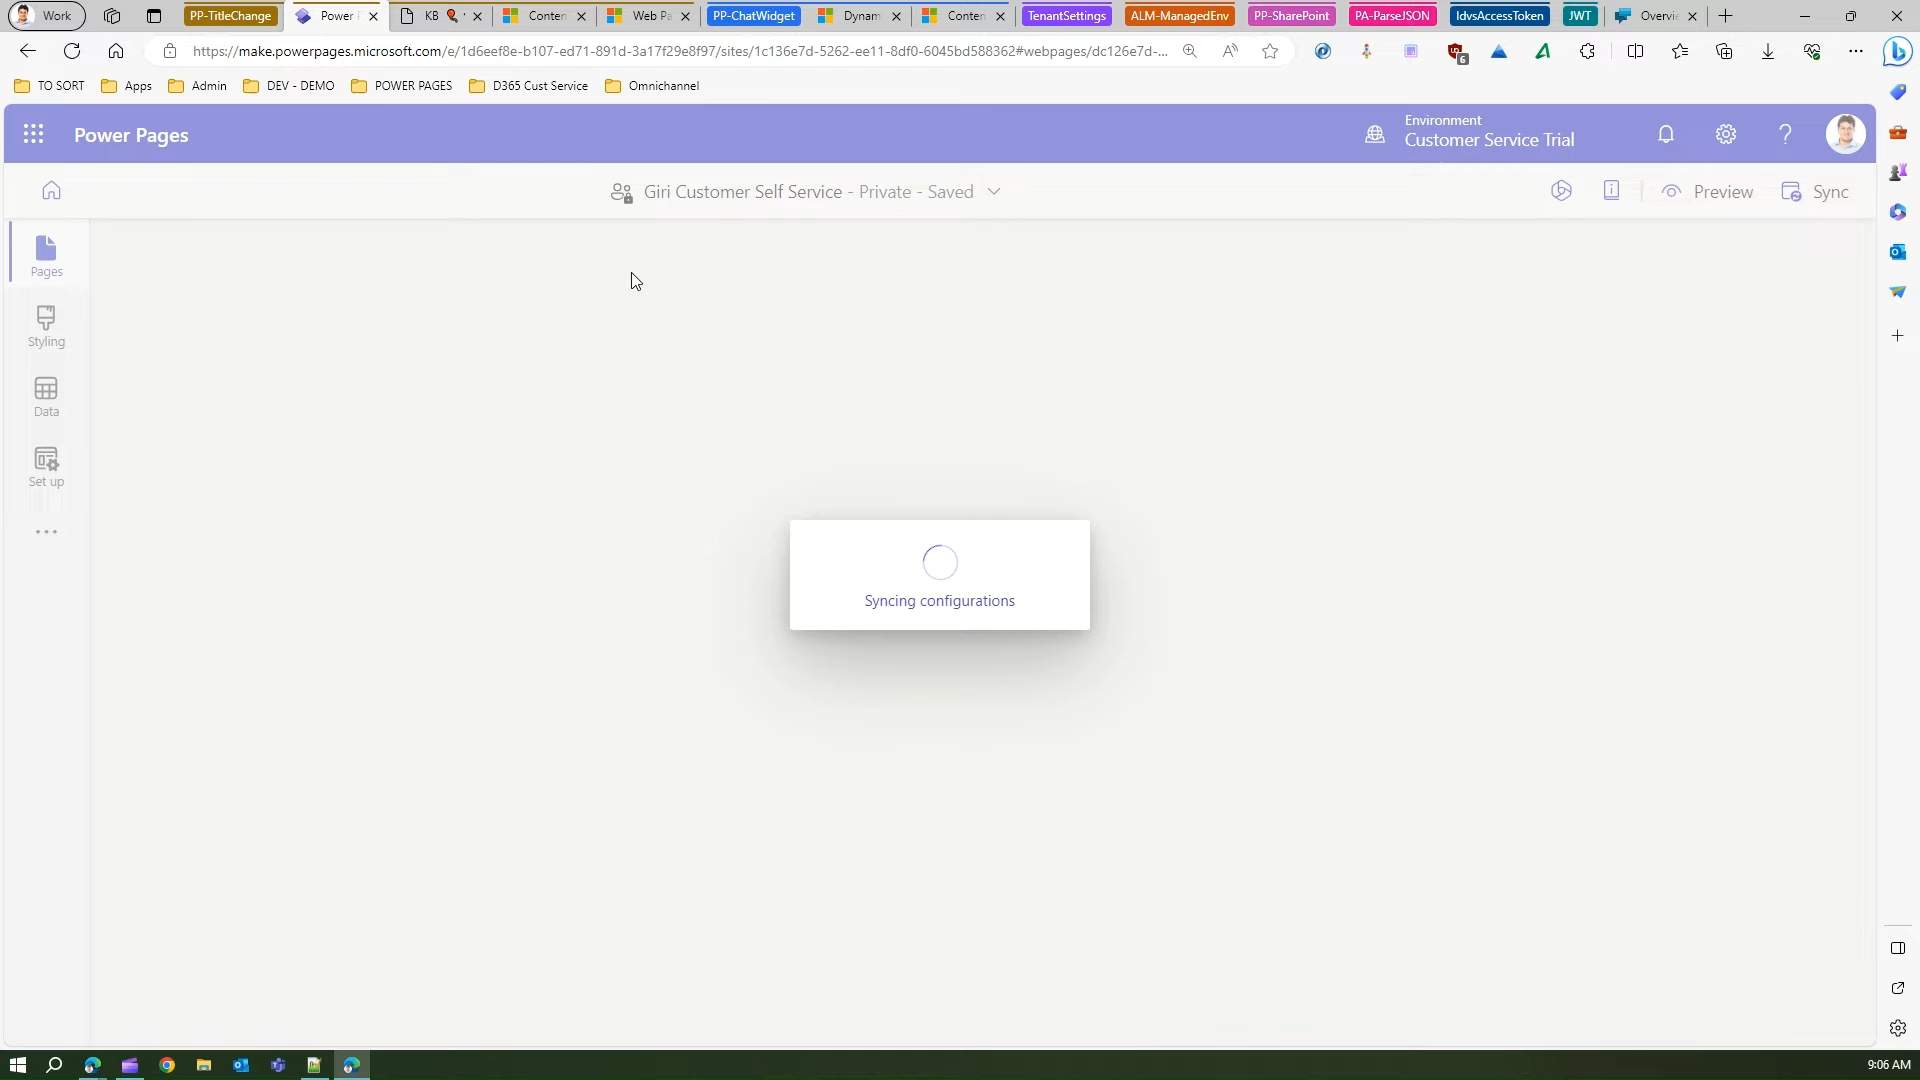 Work
PP-TitleChange
Power
KB
Conten
Web Pa
PP-ChatWidget
Dynam
Conten
TenantSettings
ALM-ManagedEnv
PP-SharePoint
PA-ParseJSON
IdvsAccessToken
JWT
Overvi
https://make.powerpages.microsoft.com/e/1d6eef8e-b107-ed71-891d-3a17f29e8f97/sites/1c136e7d-5262-ee11-8df0-6045bd588362#webpages/dc126e7d-...
6
TO SORT
Apps
Admin
DEV - DEMO
POWER PAGES
D365 Cust Service
Omnichannel
Power Pages
Environment
Customer Service Trial
Giri Customer Self Service - Private - Saved
Preview
Sync
Pages
Styling
Data
Set up
Syncing configurations
9:06 AM